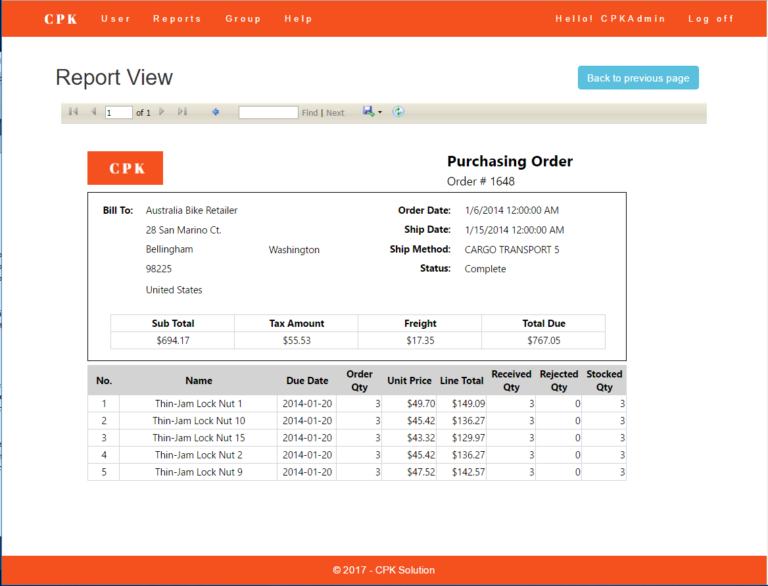 CPK User Reports Group Help Hello! CPKAdmin Log off
Report View
Back to previous page
1 of 1 Find | Next
CPK
Purchasing Order
Order # 1648
Bill To: Australia Bike Retailer Order Date: 1/6/2014 12:00:00 AM
28 San Marino Ct. Ship Date: 1/15/2014 12:00:00 AM
Bellingham Washington Ship Method: CARGO TRANSPORT 5
98225 Status: Complete
United States
Sub Total Tax Amount Freight Total Due
$694.17 $55.53 $17.35 $767.05
No. Name Due Date Order Qty Unit Price Line Total Received Qty Rejected Qty Stocked Qty
1 Thin-Jam Lock Nut 1 2014-01-20 3 $49.70 $149.09 3 0 3
2 Thin-Jam Lock Nut 10 2014-01-20 3 $45.42 $136.27 3 0 3
3 Thin-Jam Lock Nut 15 2014-01-20 3 $43.32 $129.97 3 0 3
4 Thin-Jam Lock Nut 2 2014-01-20 3 $45.42 $136.27 3 0 3
5 Thin-Jam Lock Nut 9 2014-01-20 3 $47.52 $142.57 3 0 3
© 2017 - CPK Solution